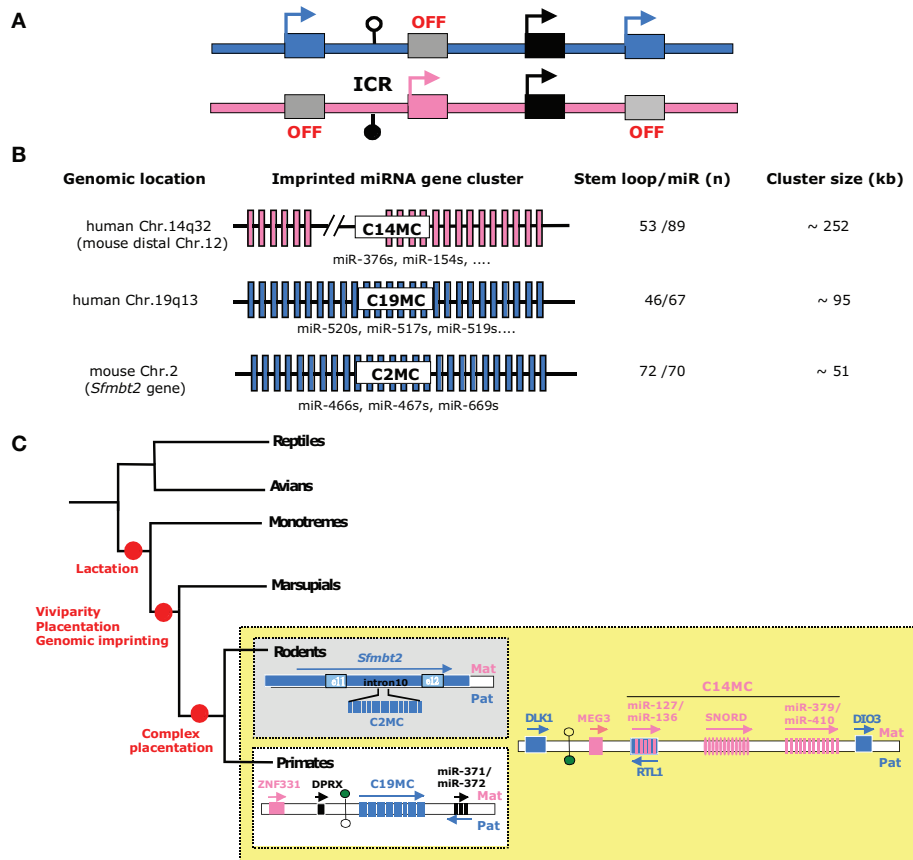 A
OFF
ICR
OFF
OFF
B
Genomic location
Imprinted miRNA gene cluster
Stem loop/miR (n)
Cluster size (kb)
human Chr.14q32
(mouse distal Chr.12)
C14MC
miR-376s, miR-154s, ....
53 /89
~ 252
human Chr.19q13
C19MC
miR-520s, miR-517s, miR-519s....
46/67
~ 95
mouse Chr.2
(Sfmbt2 gene)
C2MC
miR-466s, miR-467s, miR-669s
72 /70
~ 51
C
Reptiles
Avians
Monotremes
Lactation
Marsupials
Viviparity
Placentation
Genomic imprinting
Rodents
Sfmbt2
Mat
intron10
Pat
C2MC
Complex
placentation
C14MC
miR-127/
miR-136
SNORD
miR-379/
miR-410
DLK1
MEG3
DIO3
Mat
Pat
RTL1
Primates
ZNF331
DPRX
C19MC
miR-371/
miR-372
Mat
Pat